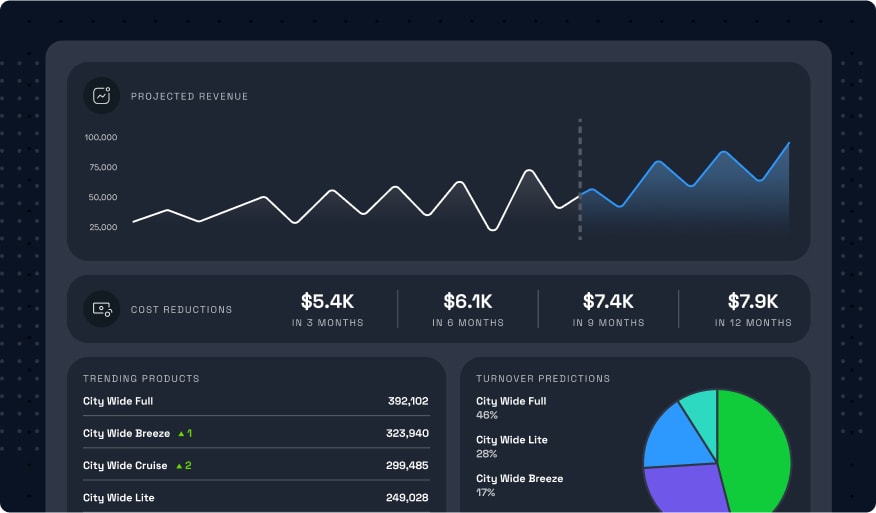 PROJECTED REVENUE
100,000
75,000
50,000
25,000
COST REDUCTIONS
$5.4K
IN 3 MONTHS
$6.1K
IN 6 MONTHS
$7.4K
IN 9 MONTHS
$7.9K
IN 12 MONTHS
TRENDING PRODUCTS
City Wide Full 392,102
City Wide Breeze ▲ 1 323,940
City Wide Cruise ▲ 2 299,485
City Wide Lite 249,028
TURNOVER PREDICTIONS
City Wide Full
46%
City Wide Lite
28%
City Wide Breeze
17%